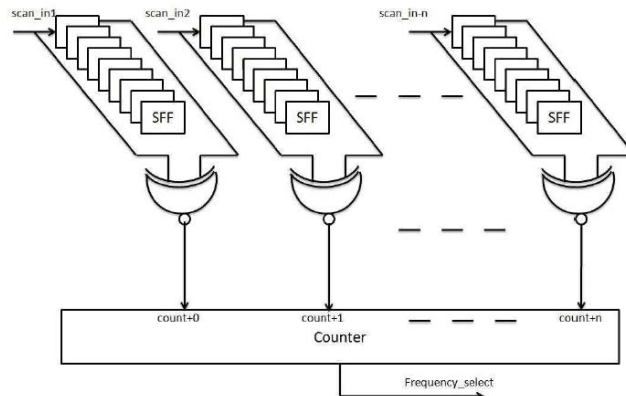 scan_in1
scan_in2
scan_in-n
SFF
SFF
SFF
count+0
count+1
count+n
Counter
Frequency_select